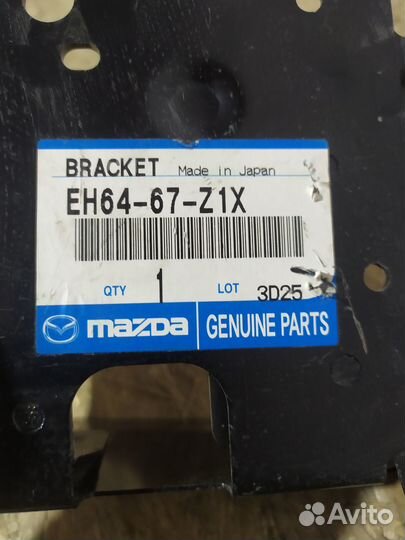 BRACKET Made in Japan
EH64-67-Z1X
QTY 1 LOT 3D25
mazda GENUINE PARTS
Avito